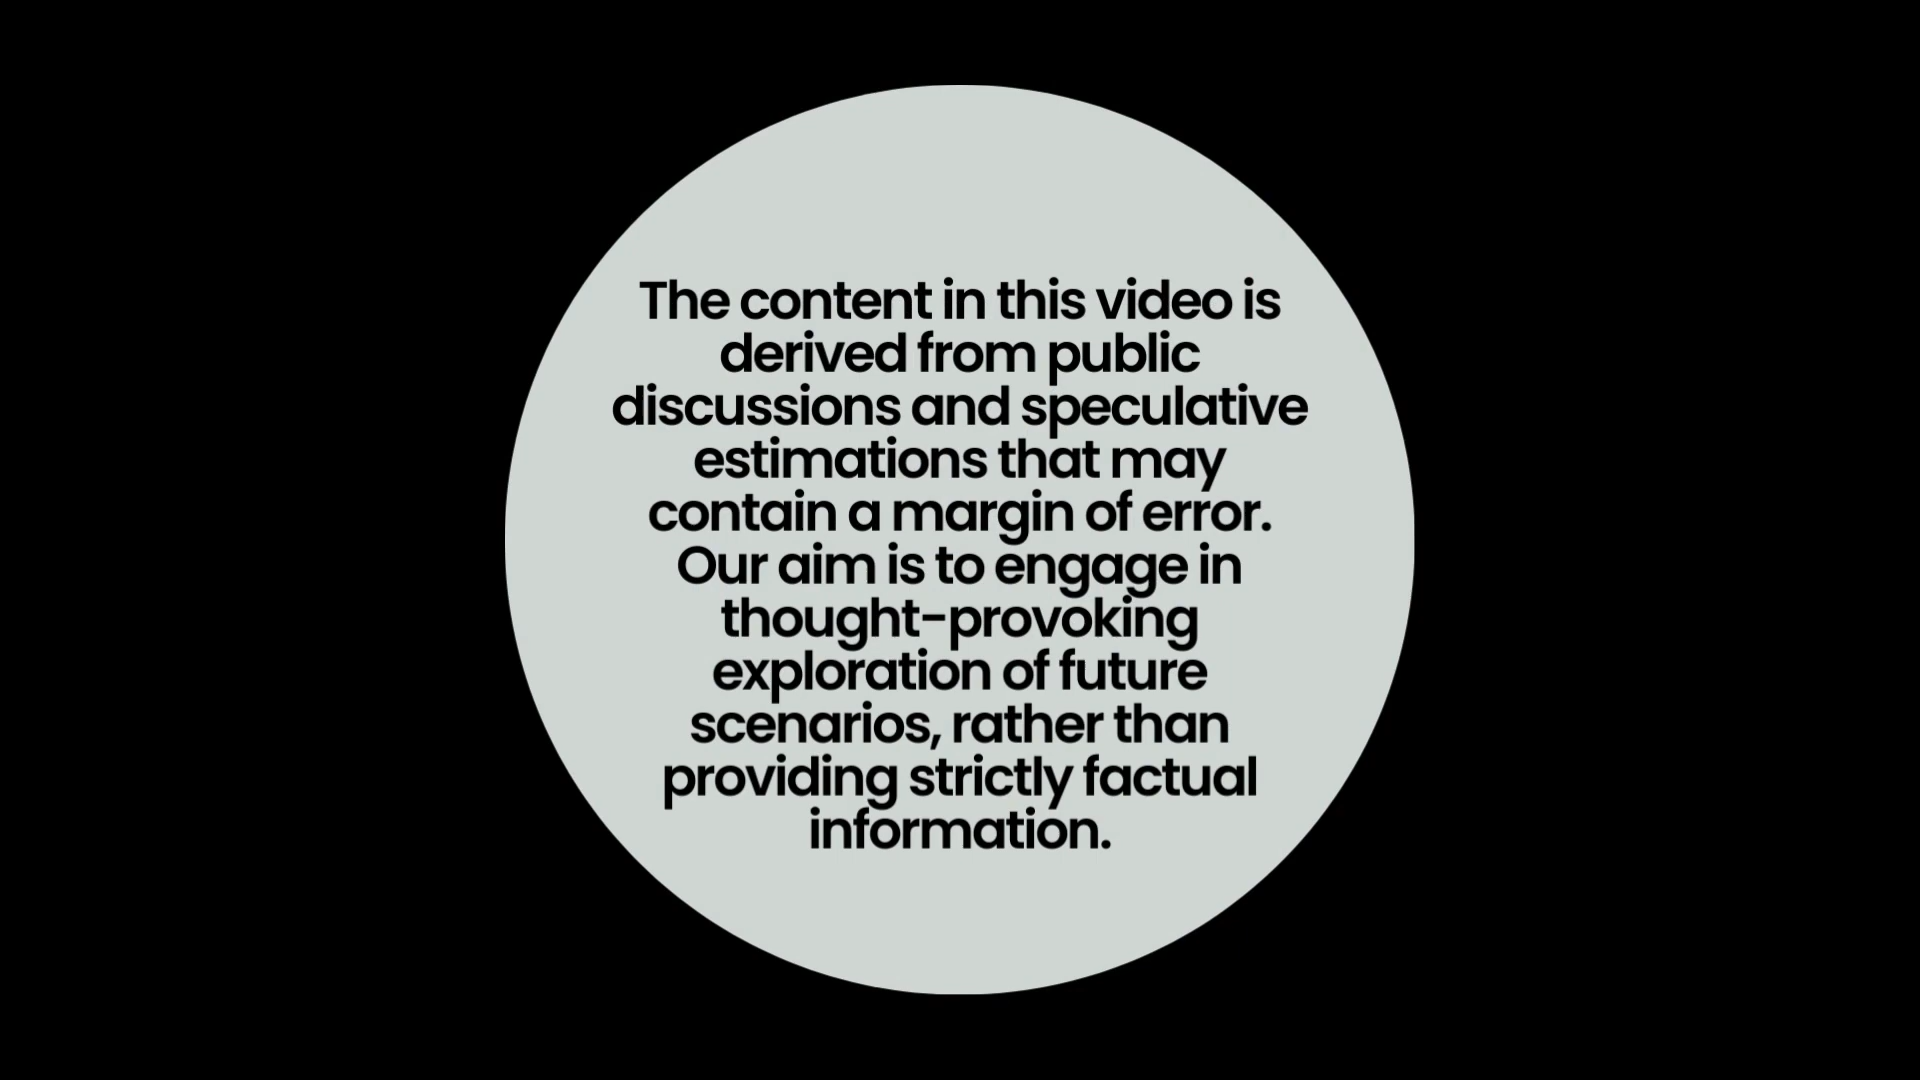 The content in this video is
derived from public
discussions and speculative
estimations that may
contain a margin of error.
Our aim is to engage in
thought-provoking
exploration of future
scenarios, rather than
providing strictly factual
information.